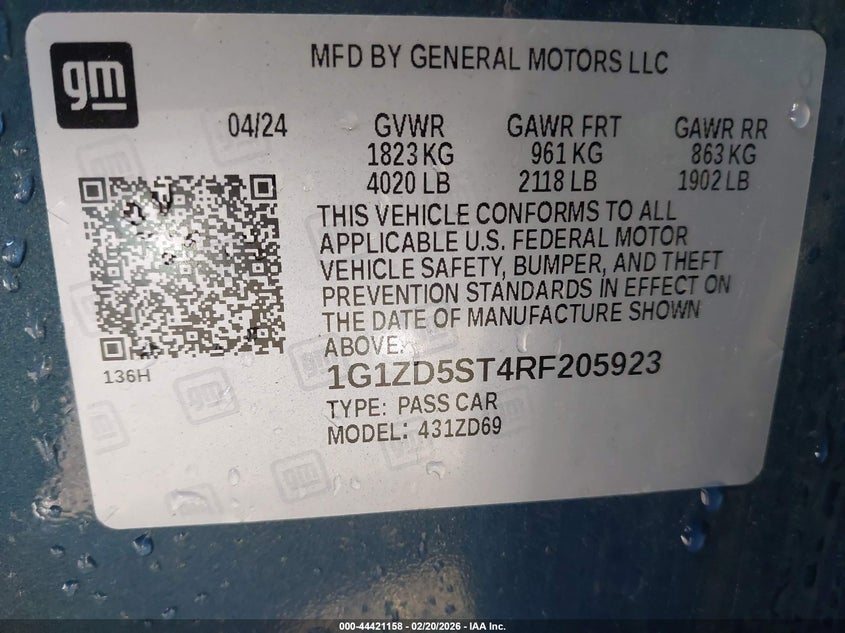 gm
MFD BY GENERAL MOTORS LLC
04/24 GVWR GAWR FRT GAWR RR
1823 KG 961 KG 863 KG
4020 LB 2118 LB 1902 LB
THIS VEHICLE CONFORMS TO ALL
APPLICABLE U.S. FEDERAL MOTOR
VEHICLE SAFETY, BUMPER, AND THEFT
PREVENTION STANDARDS IN EFFECT ON
THE DATE OF MANUFACTURE SHOWN
ABOVE.
136H
1G1ZD5ST4RF205923
TYPE: PASS CAR
MODEL: 431ZD69
000-44421158 - 02/20/2026 - IAA Inc.